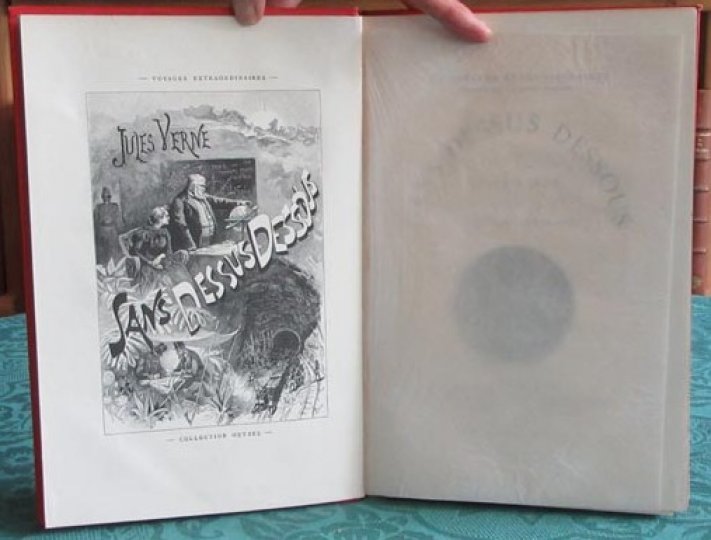 — VOYAGES EXTRAORDINAIRES —
JULES VERNE
SANS DESSUS DESSOUS
— COLLECTION HETZEL —
DESSUS DESSOUS